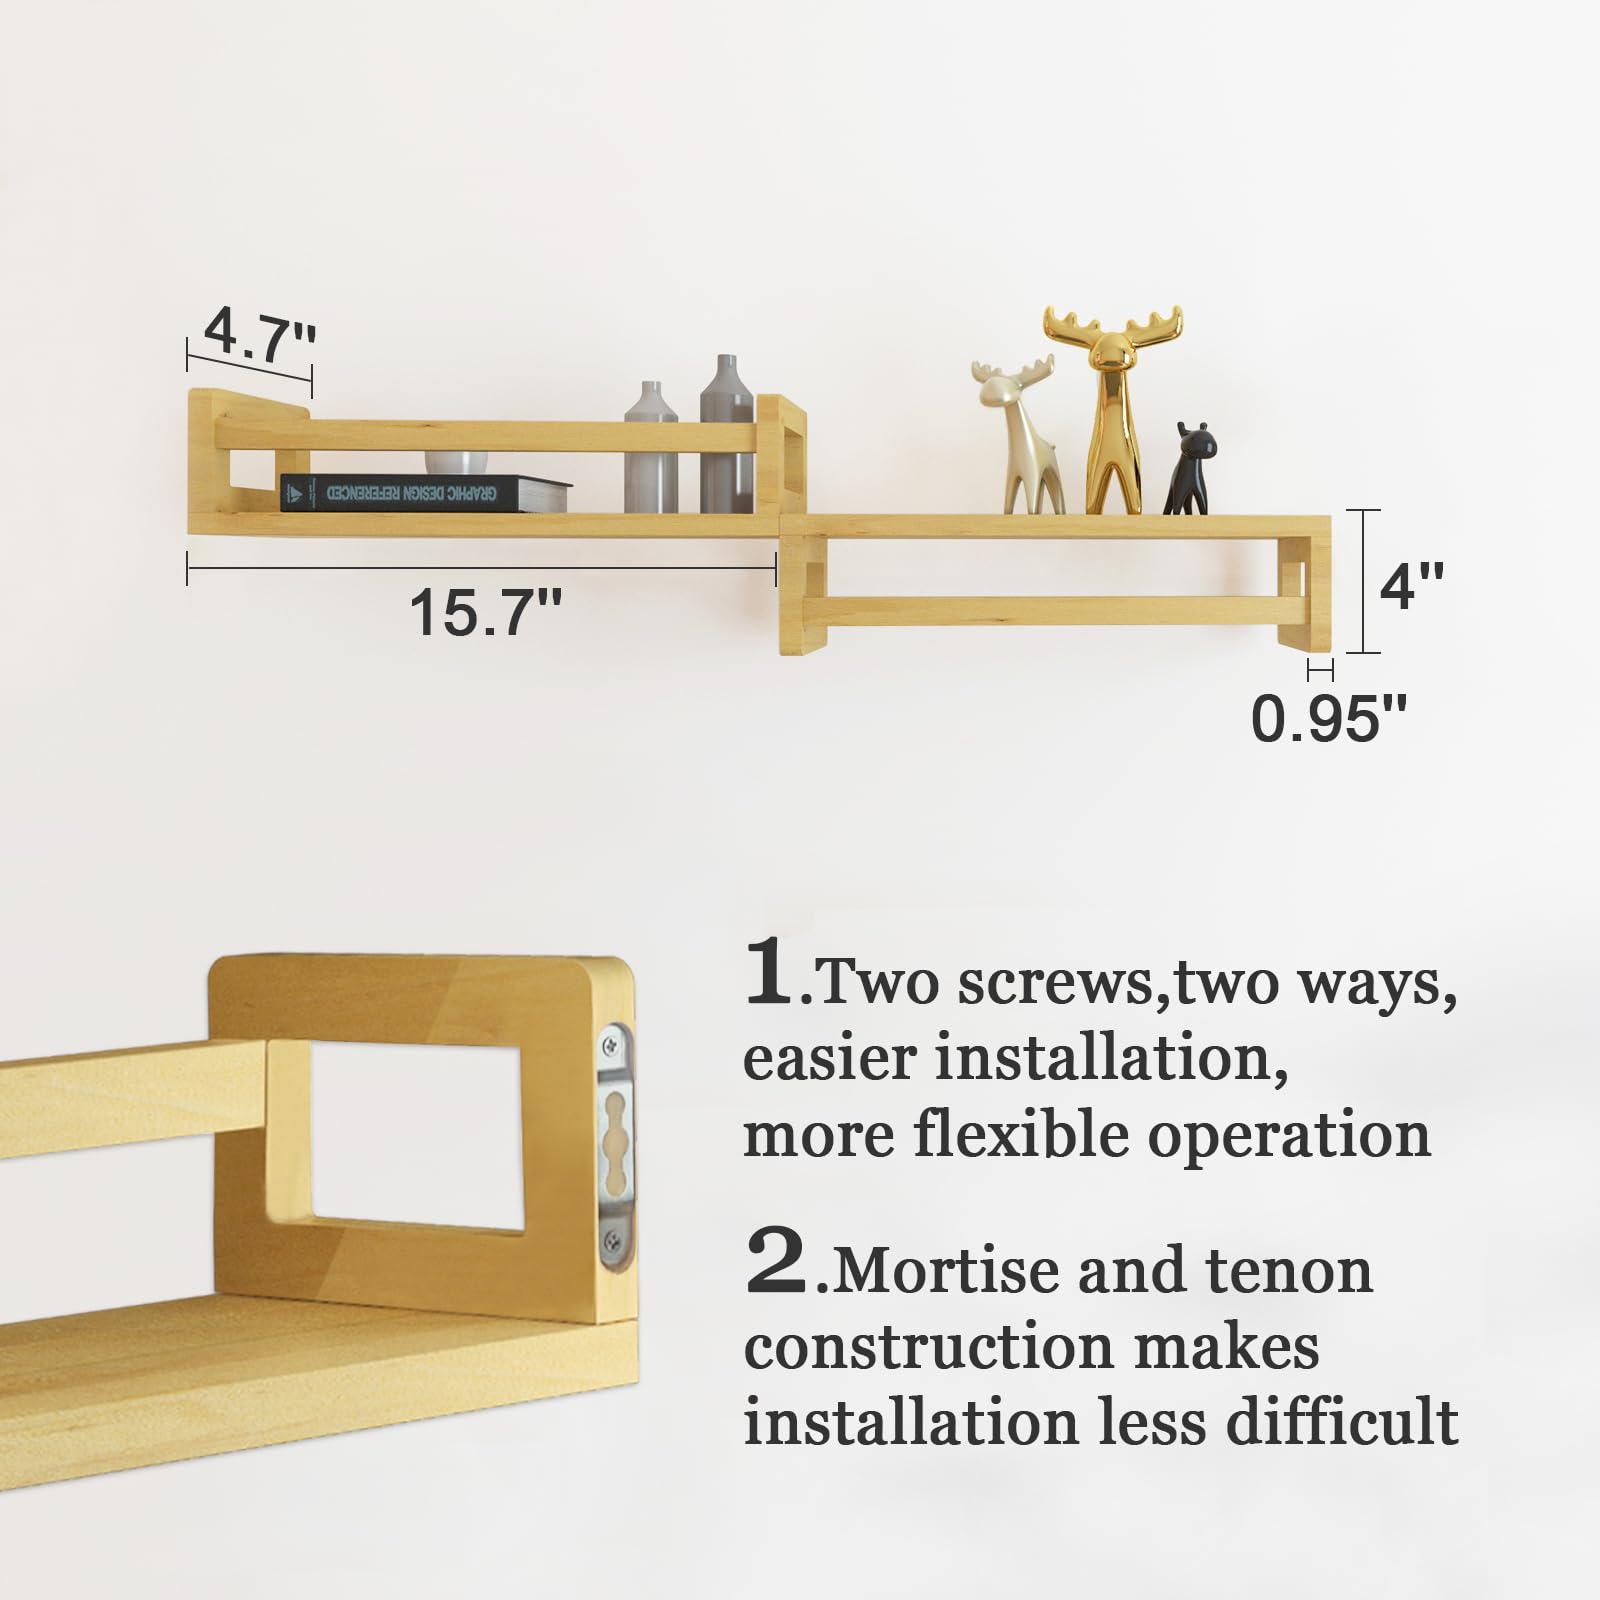 4.7"
GRAPHIC DESIGN REFERENCED
15.7"
4"
0.95"
1.Two screws,two ways,
easier installation,
more flexible operation
2.Mortise and tenon
construction makes
installation less difficult